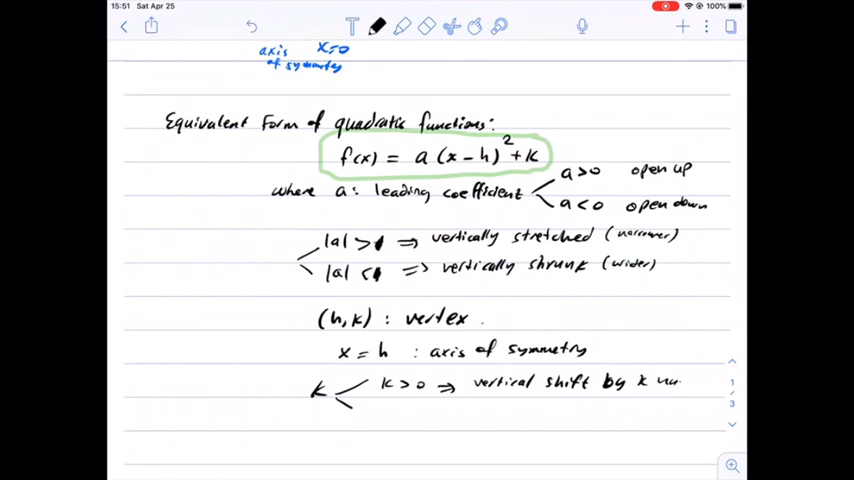 15:51 Sat Apr 25 100%
axis x=0
of symmetry
Equivalent Form of quadratic functions:
f(x) = a (x - h)² + k
where a: leading coefficient a>0 open up
a<0 open down
|a| > 1 ⇒ vertically stretched (narrower)
|a| < 1 ⇒ vertically shrunk (wider)
(h, k) : vertex.
x = h : axis of symmetry
k k>0 ⇒ vertical shift by k
1
/
3